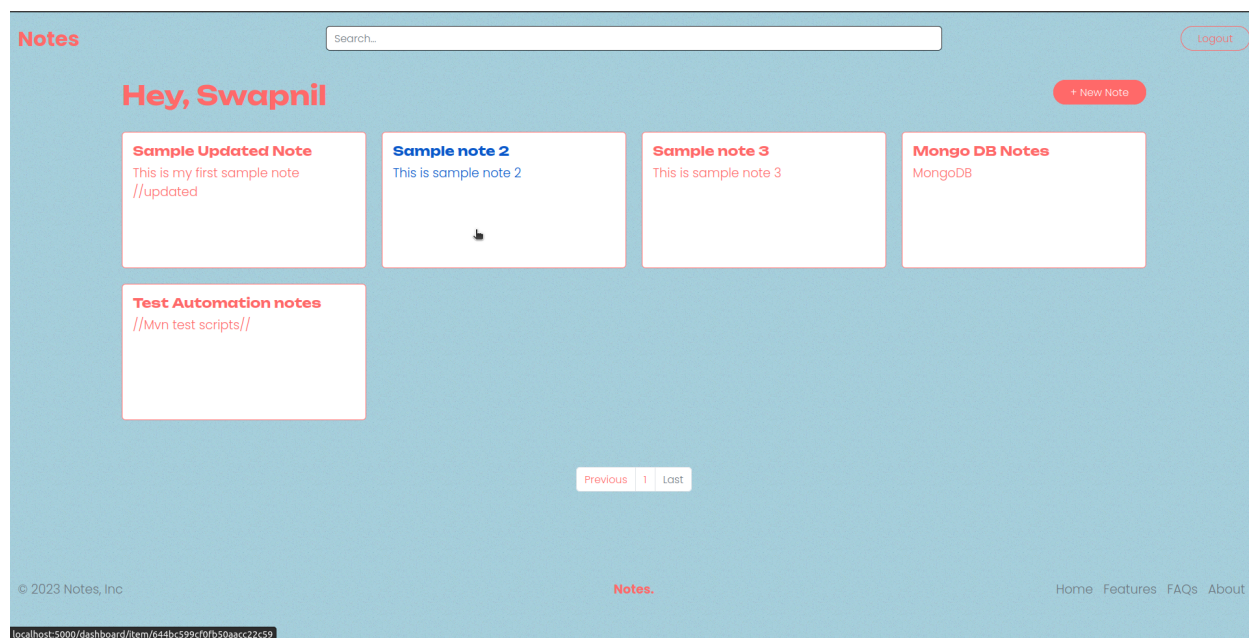 Notes
Search...
Logout
Hey, Swapnil
+ New Note
Sample Updated Note
This is my first sample note
//updated
Sample note 2
This is sample note 2
Sample note 3
This is sample note 3
Mongo DB Notes
MongoDB
Test Automation notes
//Mvn test scripts//
Previous 1 Last
© 2023 Notes, Inc
Notes.
Home Features FAQs About
localhost:5000/dashboard/item/644bc599cf0fb50aacc22c59